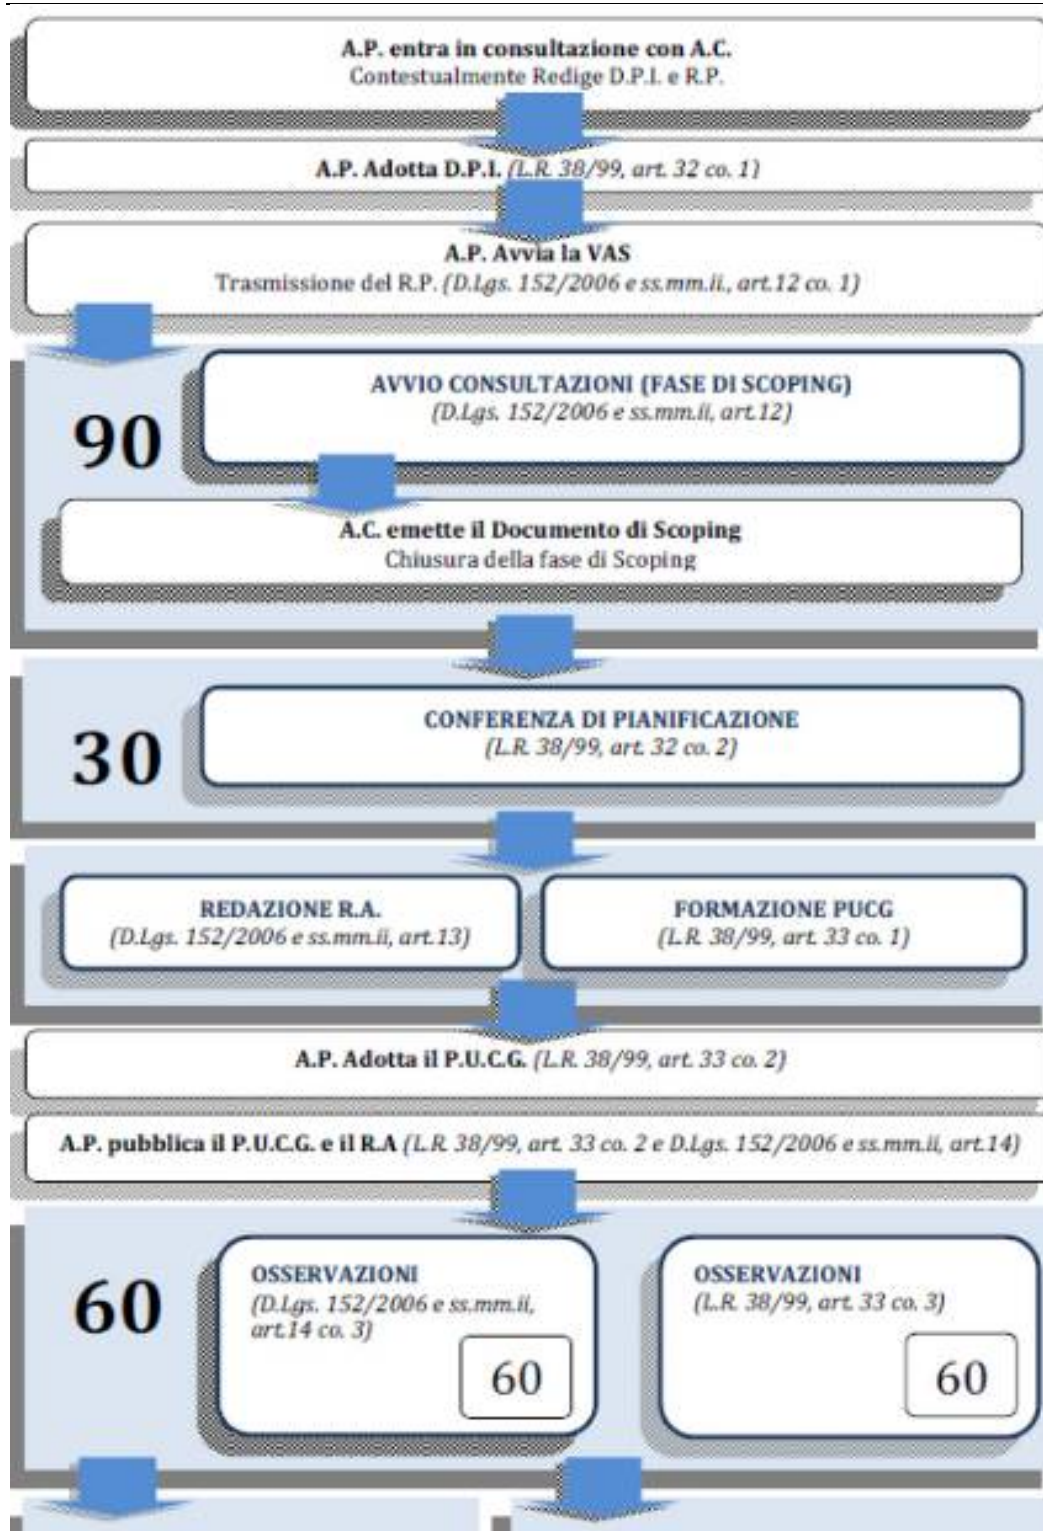 A.P. entra in consultazione con A.C.
Contestualmente Redige D.P.I. e R.P.
A.P. Adotta D.P.I. (L.R. 38/99, art. 32 co. 1)
A.P. Avvia la VAS
Trasmissione del R.P. (D.Lgs. 152/2006 e ss.mm.ii., art.12 co. 1)
90
AVVIO CONSULTAZIONI (FASE DI SCOPING)
(D.Lgs. 152/2006 e ss.mm.ii, art.12)
A.C. emette il Documento di Scoping
Chiusura della fase di Scoping
30
CONFERENZA DI PIANIFICAZIONE
(L.R. 38/99, art. 32 co. 2)
REDAZIONE R.A.
(D.Lgs. 152/2006 e ss.mm.ii, art.13)
FORMAZIONE PUCG
(L.R. 38/99, art. 33 co. 1)
A.P. Adotta il P.U.C.G. (L.R. 38/99, art. 33 co. 2)
A.P. pubblica il P.U.C.G. e il R.A (L.R. 38/99, art. 33 co. 2 e D.Lgs. 152/2006 e ss.mm.ii, art.14)
60
OSSERVAZIONI
(D.Lgs. 152/2006 e ss.mm.ii,
art.14 co. 3)
60
OSSERVAZIONI
(L.R. 38/99, art. 33 co. 3)
60